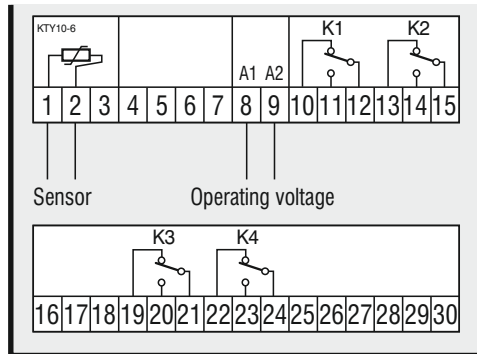 KTY10-6
K1 K2
A1 A2
1 2 3 4 5 6 7 8 9 10 11 12 13 14 15
Sensor Operating voltage
K3 K4
16 17 18 19 20 21 22 23 24 25 26 27 28 29 30